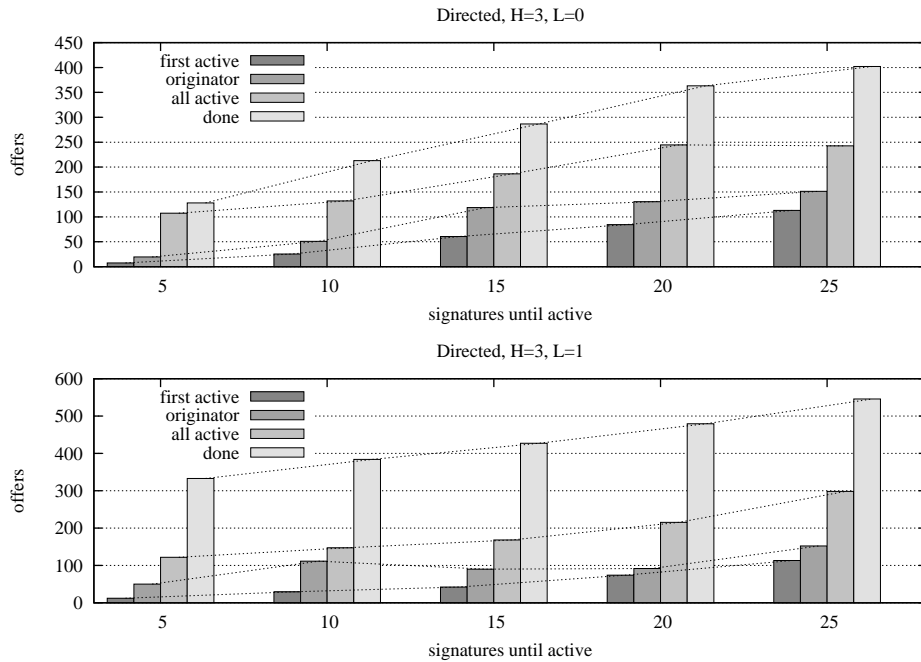 Directed, H=3, L=0
450
400
350
300
250
200
150
100
50
0
offers
first active
originator
all active
done
5 10 15 20 25
signatures until active
Directed, H=3, L=1
600
500
400
300
200
100
0
offers
first active
originator
all active
done
5 10 15 20 25
signatures until active